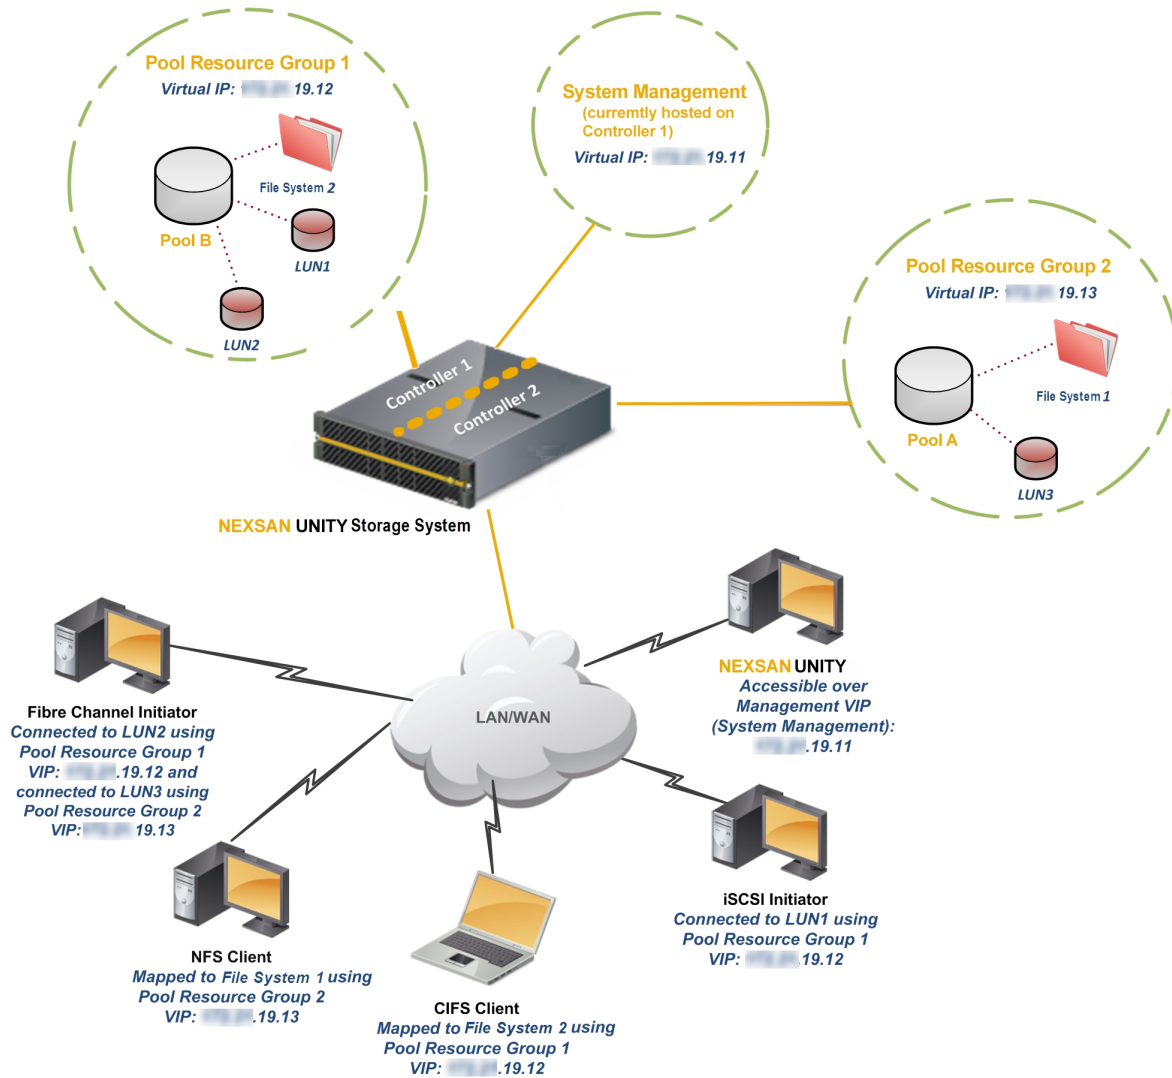 Pool Resource Group 1
Virtual IP: 19.12
File System 2
Pool B
LUN1
LUN2
System Management
(curremtly hosted on
Controller 1)
Virtual IP: 19.11
Pool Resource Group 2
Virtual IP: 19.13
File System 1
Pool A
LUN3
Controller 1
Controller 2
NEXSAN UNITY Storage System
LAN/WAN
NEXSAN UNITY
Accessible over
Management VIP
(System Management):
.19.11
Fibre Channel Initiator
Connected to LUN2 using
Pool Resource Group 1
VIP: .19.12 and
connected to LUN3 using
Pool Resource Group 2
VIP: 19.13
NFS Client
Mapped to File System 1 using
Pool Resource Group 2
VIP: .19.13
CIFS Client
Mapped to File System 2 using
Pool Resource Group 1
VIP: .19.12
iSCSI Initiator
Connected to LUN1 using
Pool Resource Group 1
VIP: .19.12